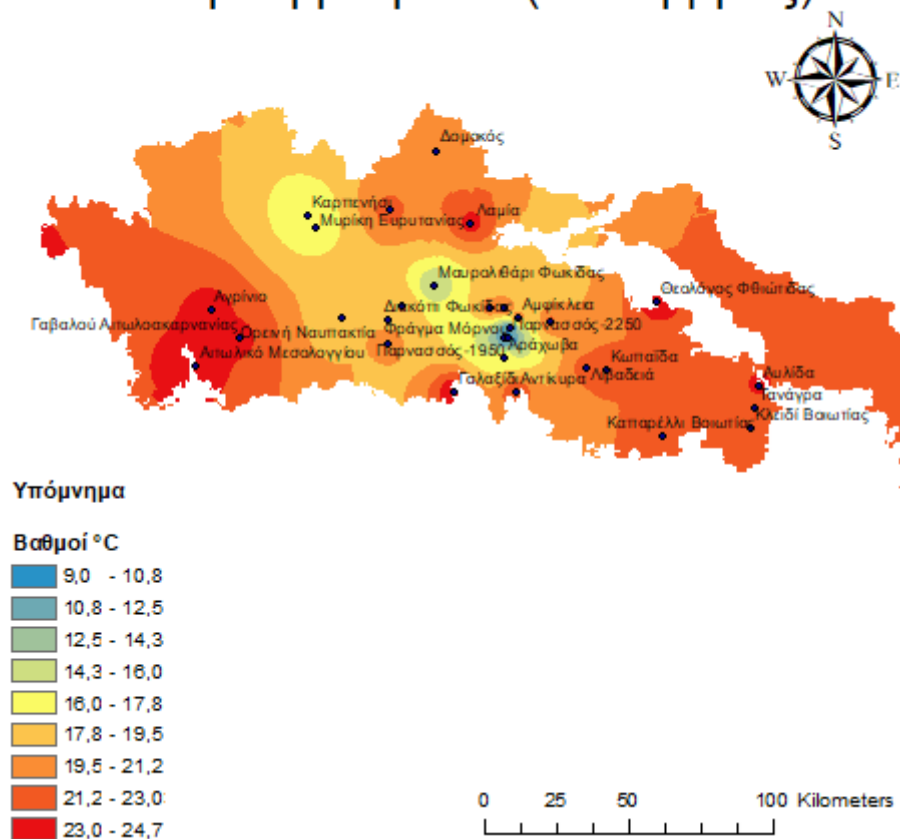 N
W E
S
Δομοκός
Καρπενήσι
Μυρίκη Ευρυτανίας
Λαμία
Μαυρολιθάρι Φωκίδας
Θεολόγος Φθιώτιδας
Αγρίνιο
Διακόπι Φωκίδας
Αμφίκλεια
Γαβαλού Αιτωλοακαρνανίας
Ορεινή Ναυπακτία
Φράγμα Μόρνου
Παρνασσός-2250
Αιτωλικό Μεσολογγίου
Παρνασσός-1950
Αράχωβα
Κωπαΐδα
Γαλαξίδι
Αντίκυρα
Λιβαδειά
Αυλίδα
Τανάγρα
Καπαρέλλι Βοιωτίας
Κλειδί Βοιωτίας
Υπόμνημα
Βαθμοί °C
9,0 - 10,8
10,8 - 12,5
12,5 - 14,3
14,3 - 16,0
16,0 - 17,8
17,8 - 19,5
19,5 - 21,2
21,2 - 23,0
23,0 - 24,7
0 25 50 100 Kilometers